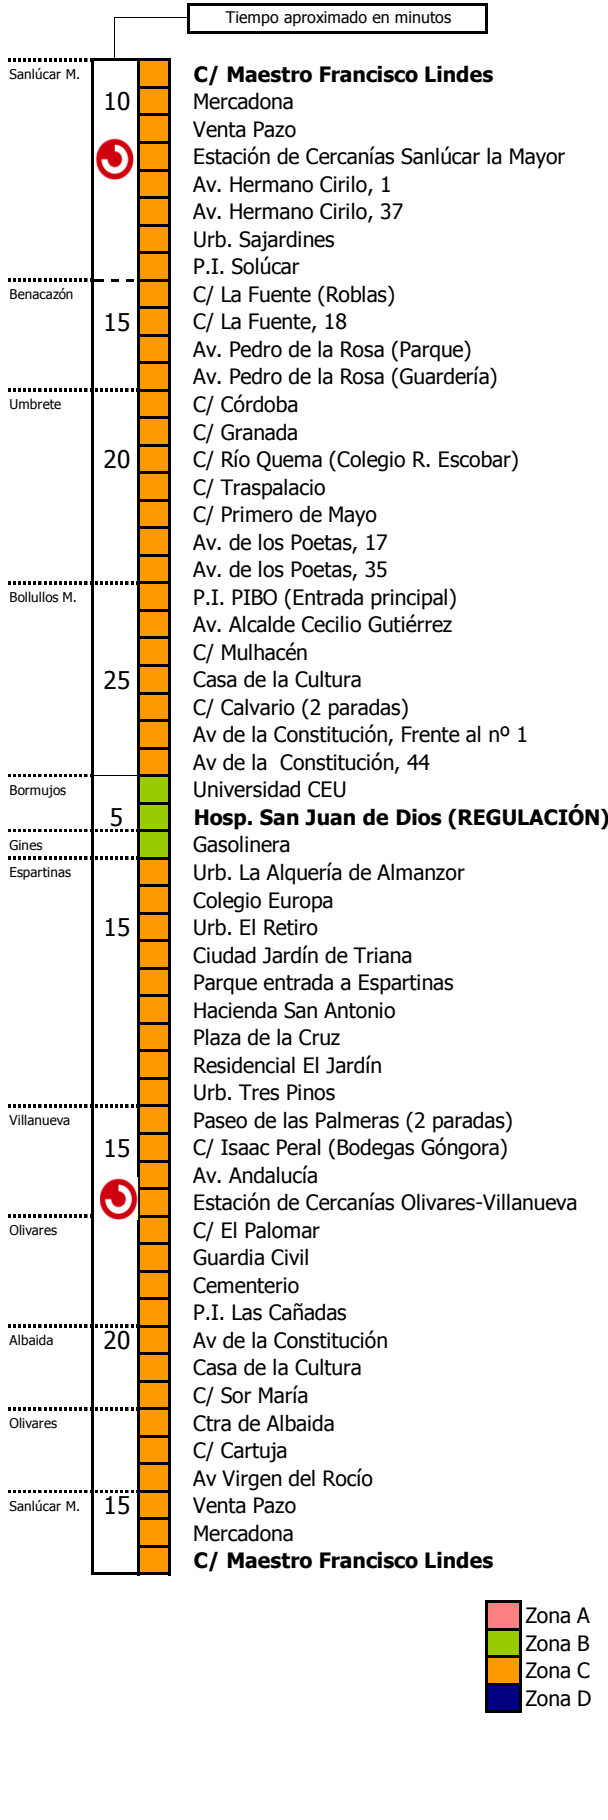 Tiempo aproximado en minutos
Sanlúcar M. C/ Maestro Francisco Lindes
10 Mercadona
Venta Pazo
Estación de Cercanías Sanlúcar la Mayor
Av. Hermano Cirilo, 1
Av. Hermano Cirilo, 37
Urb. Sajardines
P.I. Solúcar
Benacazón C/ La Fuente (Roblas)
15 C/ La Fuente, 18
Av. Pedro de la Rosa (Parque)
Av. Pedro de la Rosa (Guardería)
Umbrete C/ Córdoba
C/ Granada
20 C/ Río Quema (Colegio R. Escobar)
C/ Traspalacio
C/ Primero de Mayo
Av. de los Poetas, 17
Av. de los Poetas, 35
Bollullos M. P.I. PIBO (Entrada principal)
Av. Alcalde Cecilio Gutiérrez
C/ Mulhacén
25 Casa de la Cultura
C/ Calvario (2 paradas)
Av de la Constitución, Frente al nº 1
Av de la Constitución, 44
Bormujos Universidad CEU
5 Hosp. San Juan de Dios (REGULACIÓN)
Gines Gasolinera
Espartinas Urb. La Alquería de Almanzor
Colegio Europa
15 Urb. El Retiro
Ciudad Jardín de Triana
Parque entrada a Espartinas
Hacienda San Antonio
Plaza de la Cruz
Residencial El Jardín
Urb. Tres Pinos
Villanueva Paseo de las Palmeras (2 paradas)
15 C/ Isaac Peral (Bodegas Góngora)
Av. Andalucía
Estación de Cercanías Olivares-Villanueva
Olivares C/ El Palomar
Guardia Civil
Cementerio
P.I. Las Cañadas
Albaida 20 Av de la Constitución
Casa de la Cultura
C/ Sor María
Olivares Ctra de Albaida
C/ Cartuja
Av Virgen del Rocío
Sanlúcar M. 15 Venta Pazo
Mercadona
C/ Maestro Francisco Lindes
Zona A
Zona B
Zona C
Zona D